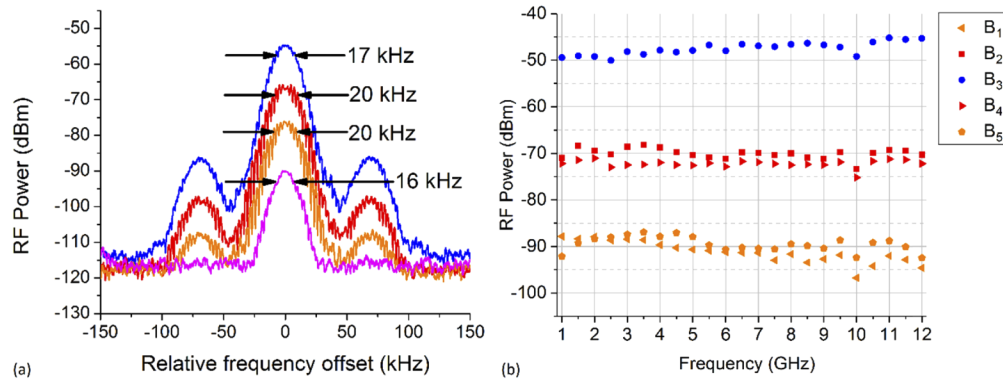 -50
-60
-70
-80
-90
-100
-110
-120
-130
RF Power (dBm)
17 kHz
20 kHz
20 kHz
16 kHz
-150 -100 -50 0 50 100 150
Relative frequency offset (kHz)
(a)
-40
-50
-60
-70
-80
-90
-100
RF Power (dBm)
1 2 3 4 5 6 7 8 9 10 11 12
Frequency (GHz)
(b)
B₁
B₂
B₃
B₄
B₅